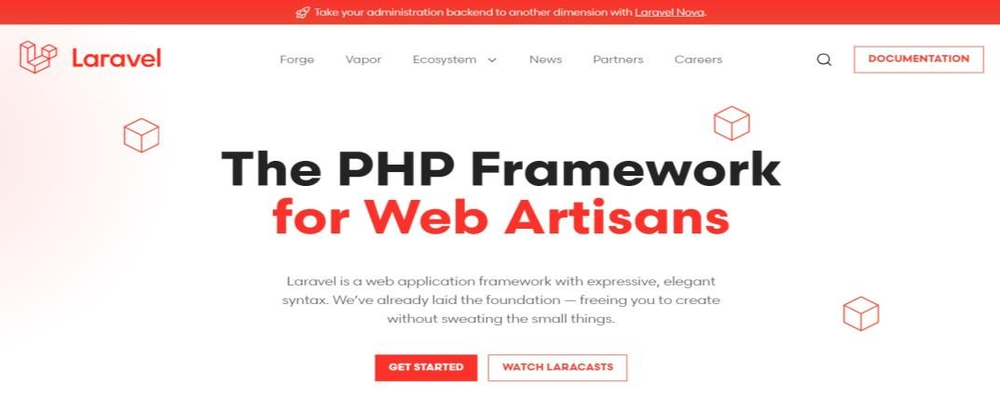 Take your administration backend to another dimension with Laravel Nova.
Laravel
Forge Vapor Ecosystem News Partners Careers
DOCUMENTATION
The PHP Framework
for Web Artisans
Laravel is a web application framework with expressive, elegant
syntax. We’ve already laid the foundation — freeing you to create
without sweating the small things.
GET STARTED
WATCH LARACASTS